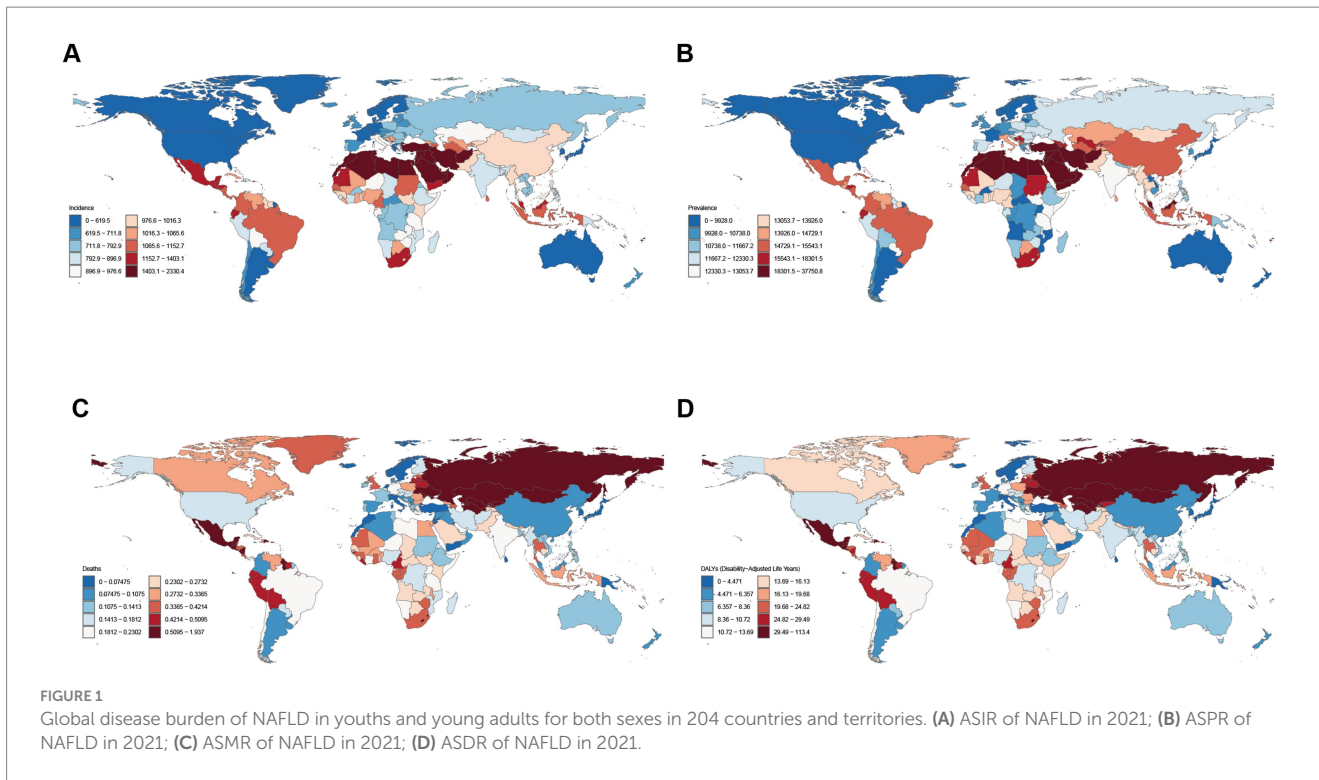 A
B
Incidence
0 − 619.5
619.5 − 711.8
711.8 − 792.9
792.9 − 896.9
896.9 − 976.6
976.6 − 1016.3
1016.3 − 1065.6
1065.6 − 1152.7
1152.7 − 1403.1
1403.1 − 2330.4
Prevalence
0 − 9928.0
9928.0 − 10738.0
10738.0 − 11667.2
11667.2 − 12330.3
12330.3 − 13053.7
13053.7 − 13926.0
13926.0 − 14729.1
14729.1 − 15543.1
15543.1 − 18301.5
18301.5 − 37750.8
C
D
Deaths
0 − 0.07475
0.07475 − 0.1075
0.1075 − 0.1413
0.1413 − 0.1812
0.1812 − 0.2302
0.2302 − 0.2732
0.2732 − 0.3365
0.3365 − 0.4214
0.4214 − 0.5095
0.5095 − 1.937
DALYs (Disability−Adjusted Life Years)
0 − 4.471
4.471 − 6.357
6.357 − 8.36
8.36 − 10.72
10.72 − 13.69
13.69 − 16.13
16.13 − 19.68
19.68 − 24.82
24.82 − 29.49
29.49 − 113.4
FIGURE 1
Global disease burden of NAFLD in youths and young adults for both sexes in 204 countries and territories. (A) ASIR of NAFLD in 2021; (B) ASPR of
NAFLD in 2021; (C) ASMR of NAFLD in 2021; (D) ASDR of NAFLD in 2021.